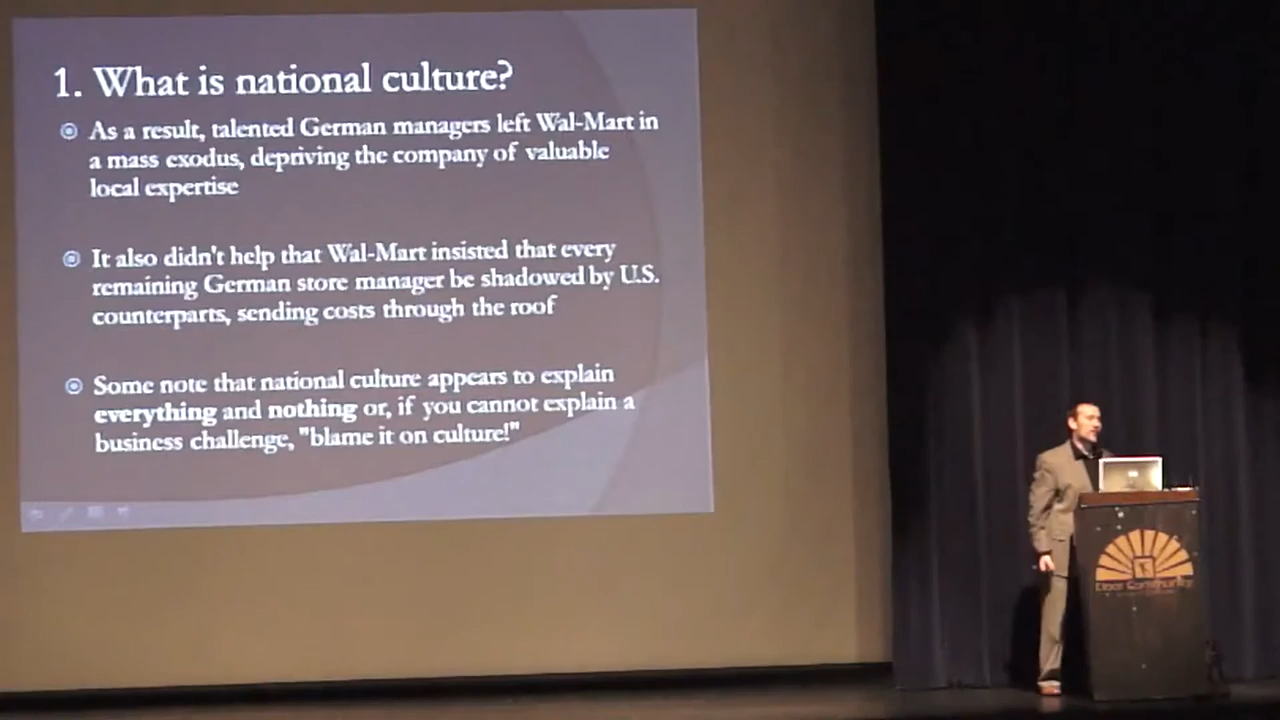 1. What is national culture?
As a result, talented German managers left Wal-Mart in
a mass exodus, depriving the company of valuable
local expertise
It also didn't help that Wal-Mart insisted that every
remaining German store manager be shadowed by U.S.
counterparts, sending costs through the roof
Some note that national culture appears to explain
everything and nothing or, if you cannot explain a
business challenge, "blame it on culture!"
Community